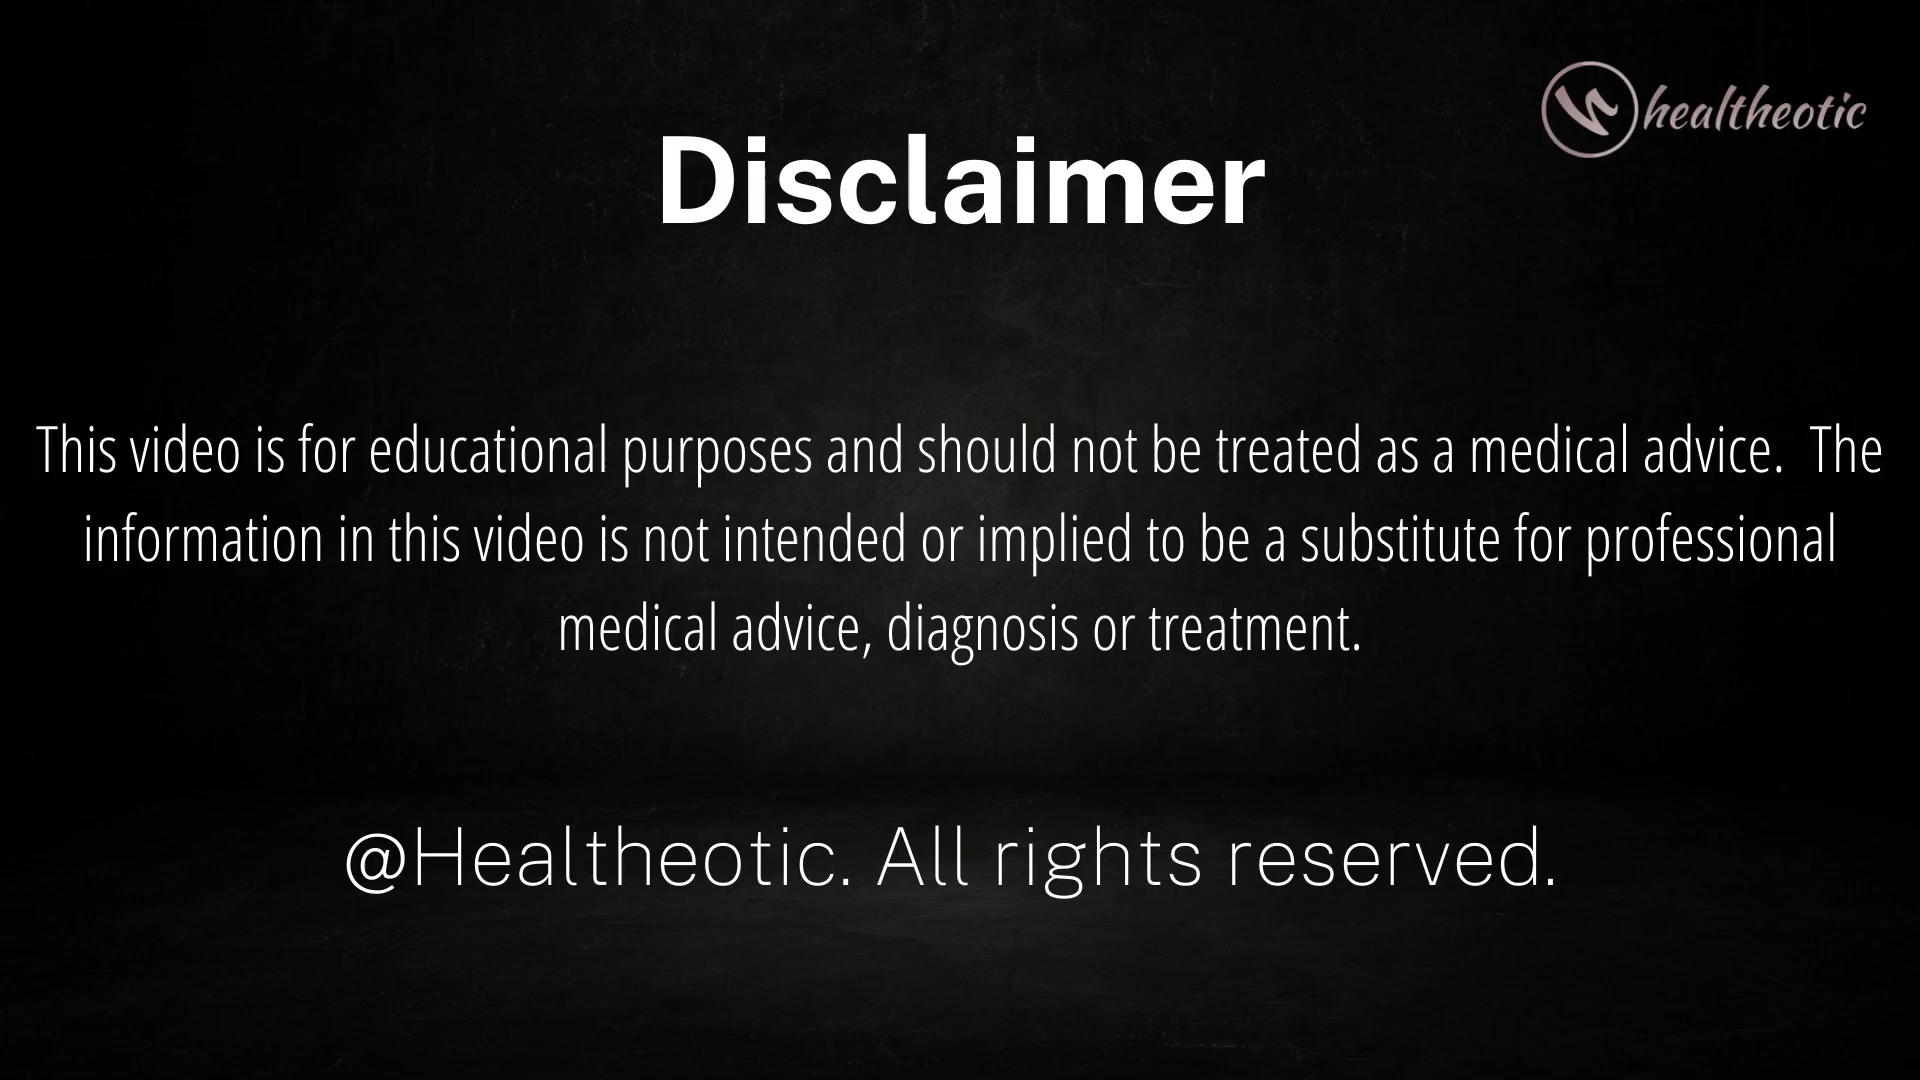 healtheotic
Disclaimer
This video is for educational purposes and should not be treated as a medical advice.  The
information in this video is not intended or implied to be a substitute for professional
medical advice, diagnosis or treatment.
@Healtheotic. All rights reserved.